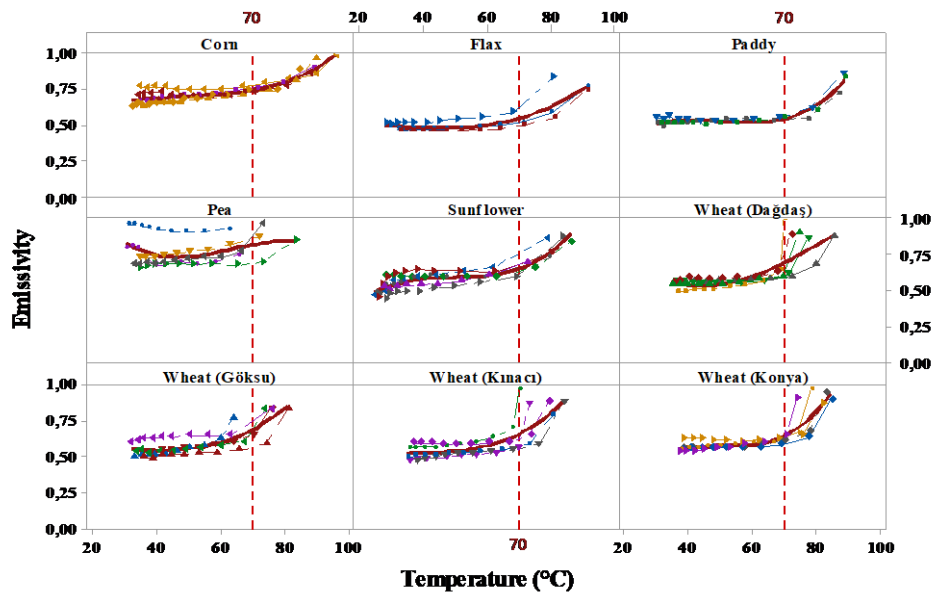 70 20 40 60 80 100 70
Corn Flax Paddy
1,00
0,75
0,50
0,25
0,00
Pea Sunflower Wheat (Dağdaş)
1,00
0,75
0,50
0,25
0,00
Emissivity
Wheat (Göksu) Wheat (Kınacı) Wheat (Konya)
1,00
0,75
0,50
0,25
0,00
70
20 40 60 80 100 20 40 60 80 100
Temperature (°C)